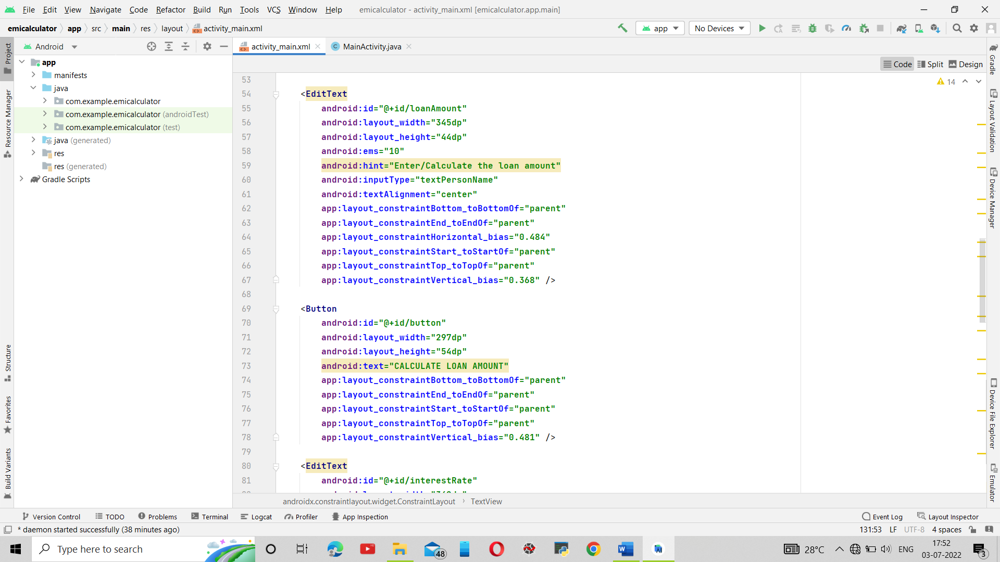 File Edit View Navigate Code Refactor Build Run Tools VCS Window Help emicalculator - activity_main.xml [emicalculator.app.main]
emicalculator app src main res layout activity_main.xml app No Devices
Project
Resource Manager
Structure
Favorites
Build Variants
Android
app
manifests
java
com.example.emicalculator
com.example.emicalculator (androidTest)
com.example.emicalculator (test)
java (generated)
res
res (generated)
Gradle Scripts
activity_main.xml MainActivity.java
Code Split Design
14
53
54 <EditText
55 android:id="@+id/loanAmount"
56 android:layout_width="345dp"
57 android:layout_height="44dp"
58 android:ems="10"
59 android:hint="Enter/Calculate the loan amount"
60 android:inputType="textPersonName"
61 android:textAlignment="center"
62 app:layout_constraintBottom_toBottomOf="parent"
63 app:layout_constraintEnd_toEndOf="parent"
64 app:layout_constraintHorizontal_bias="0.484"
65 app:layout_constraintStart_toStartOf="parent"
66 app:layout_constraintTop_toTopOf="parent"
67 app:layout_constraintVertical_bias="0.368" />
68
69 <Button
70 android:id="@+id/button"
71 android:layout_width="297dp"
72 android:layout_height="54dp"
73 android:text="CALCULATE LOAN AMOUNT"
74 app:layout_constraintBottom_toBottomOf="parent"
75 app:layout_constraintEnd_toEndOf="parent"
76 app:layout_constraintStart_toStartOf="parent"
77 app:layout_constraintTop_toTopOf="parent"
78 app:layout_constraintVertical_bias="0.481" />
79
80 <EditText
81 android:id="@+id/interestRate"
androidx.constraintlayout.widget.ConstraintLayout TextView
Gradle
Layout Validation
Device Manager
Device File Explorer
Emulator
Version Control TODO Problems Terminal Logcat Profiler App Inspection Event Log Layout Inspector
* daemon started successfully (38 minutes ago) 131:53 LF UTF-8 4 spaces
Type here to search 48 28°C ENG 17:52
03-07-2022 3